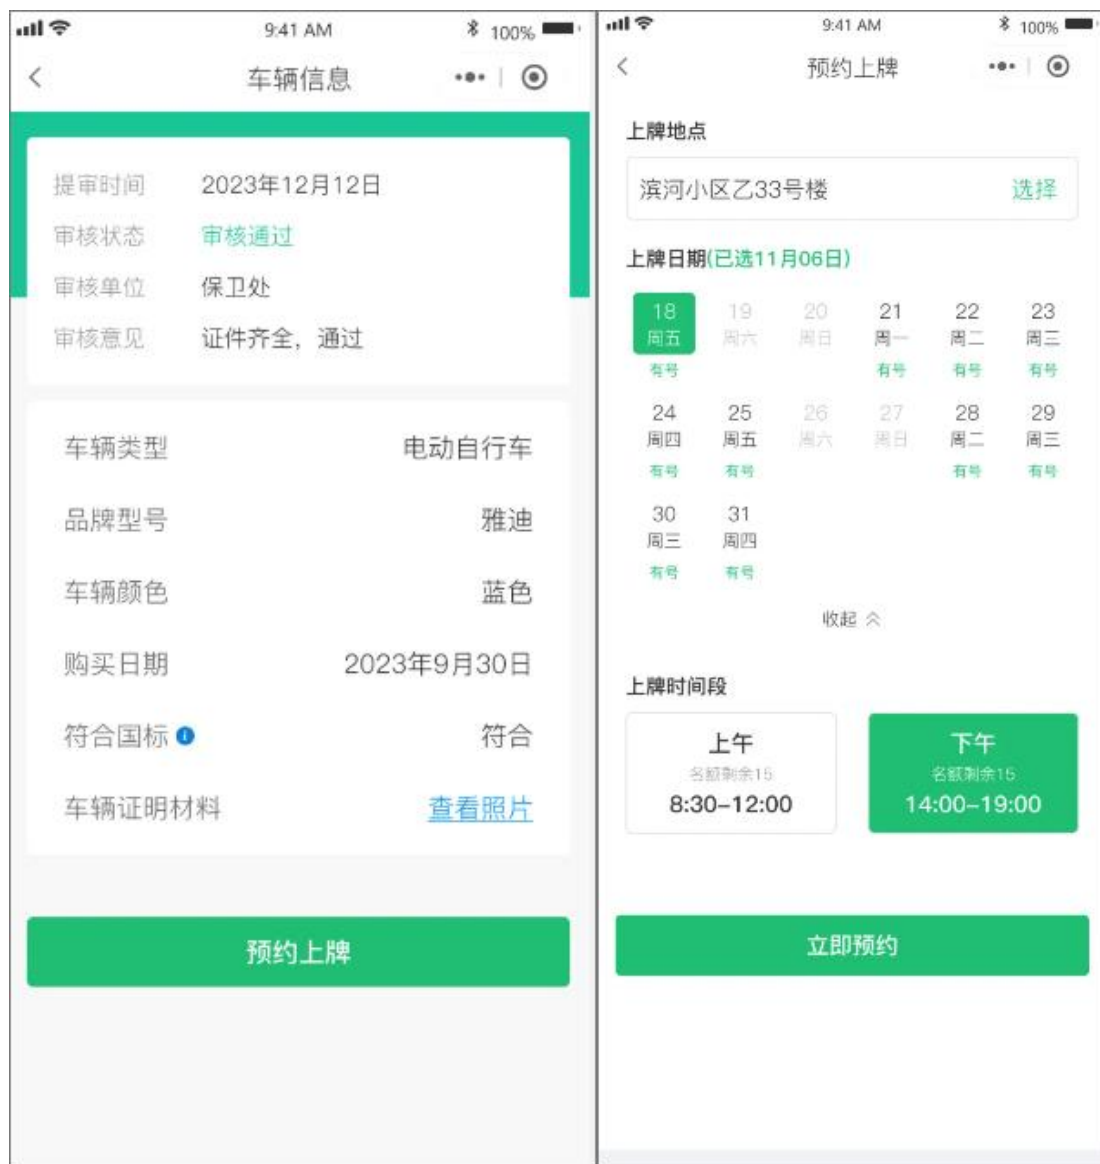 9:41 AM
100%
车辆信息
提审时间 2023年12月12日
审核状态 审核通过
审核单位 保卫处
审核意见 证件齐全，通过
车辆类型 电动自行车
品牌型号 雅迪
车辆颜色 蓝色
购买日期 2023年9月30日
符合国标 符合
车辆证明材料 查看照片
预约上牌
9:41 AM
100%
预约上牌
上牌地点
滨河小区乙33号楼 选择
上牌日期(已选11月06日)
18 19 20 21 22 23
周五 周六 周日 周一 周二 周三
有号 有号 有号 有号
24 25 26 27 28 29
周四 周五 周六 周日 周二 周三
有号 有号 有号 有号
30 31
周三 周四
有号 有号
收起
上牌时间段
上午 下午
名额剩余15 名额剩余15
8:30-12:00 14:00-19:00
立即预约